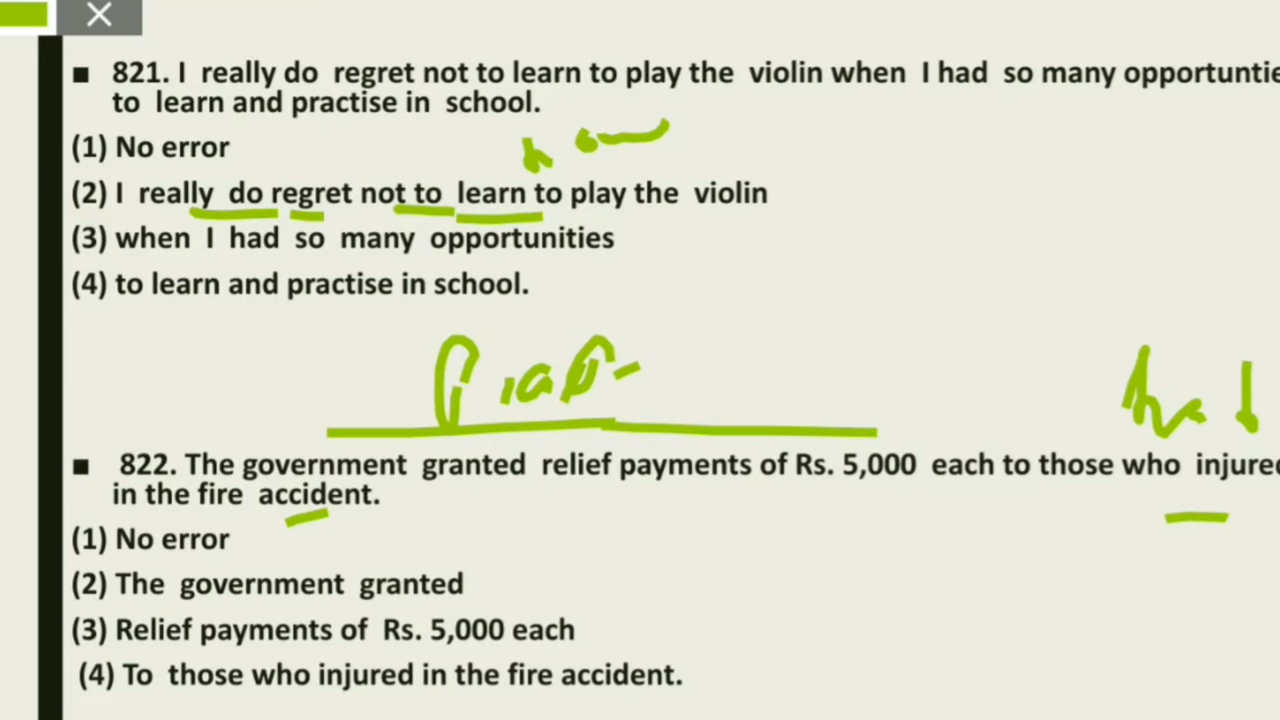 ■ 821. I really do regret not to learn to play the violin when I had so many opportuntie
to learn and practise in school.
(1) No error
(2) I really do regret not to learn to play the violin
(3) when I had so many opportunities
(4) to learn and practise in school.
■ 822. The government granted relief payments of Rs. 5,000 each to those who injured
in the fire accident.
(1) No error
(2) The government granted
(3) Relief payments of Rs. 5,000 each
(4) To those who injured in the fire accident.